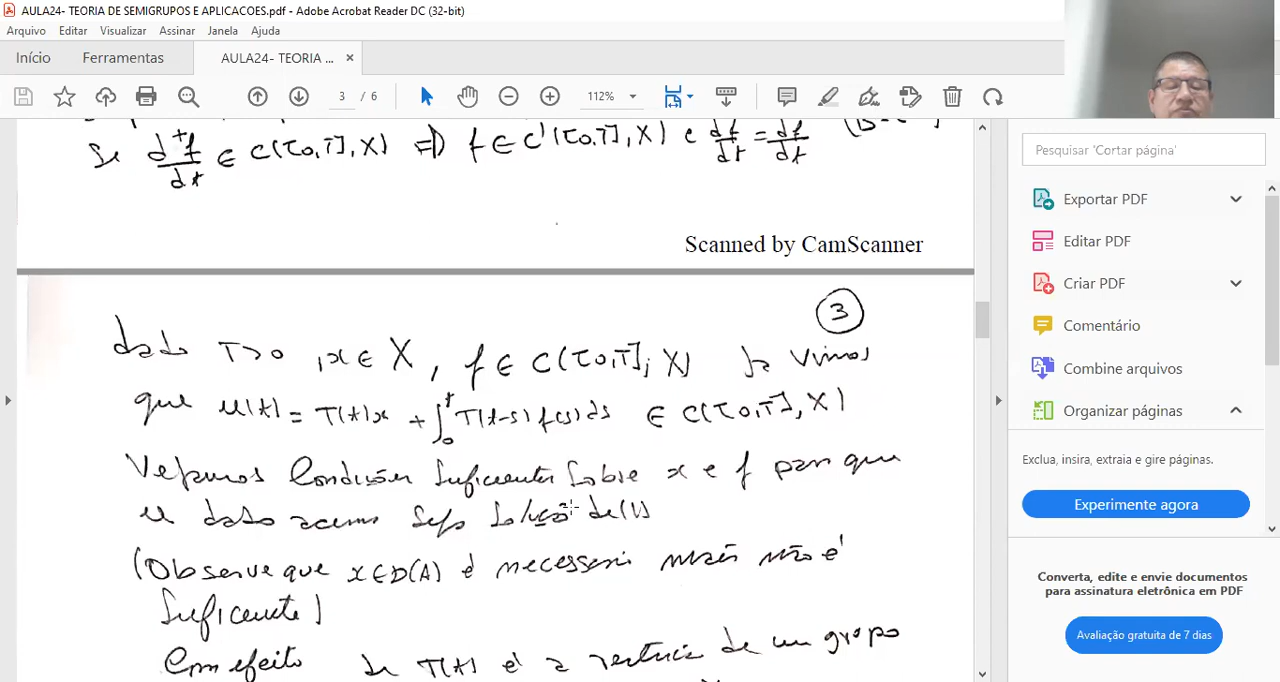 AULA24- TEORIA DE SEMIGRUPOS E APLICACOES.pdf - Adobe Acrobat Reader DC (32-bit)
Arquivo Editar Visualizar Assinar Janela Ajuda
Início Ferramentas AULA24- TEORIA ... ×
3 / 6 112%
Se d⁺f/dt ∈ C([0,T], X) ⇒ f ∈ C¹([0,T], X) e df/dt = df/dt
Scanned by CamScanner
3
dado T>0, x ∈ X, f ∈ C([0,T]; X) Ja vimos
que u(t) = T(t)x + ∫₀ᵗ T(t-s) f(s) ds ∈ C([0,T], X)
Vejamos Condições Suficientes Sobre x e f para que
u dado acima Seja Solução de (1)
(Observe que x ∈ D(A) é necessario mais não é
Suficiente)
Com efeito Se T(t) é a restrição de um grupo
Pesquisar 'Cortar página'
Exportar PDF
Editar PDF
Criar PDF
Comentário
Combine arquivos
Organizar páginas
Exclua, insira, extraia e gire páginas.
Experimente agora
Converta, edite e envie documentos
para assinatura eletrônica em PDF
Avaliação gratuita de 7 dias